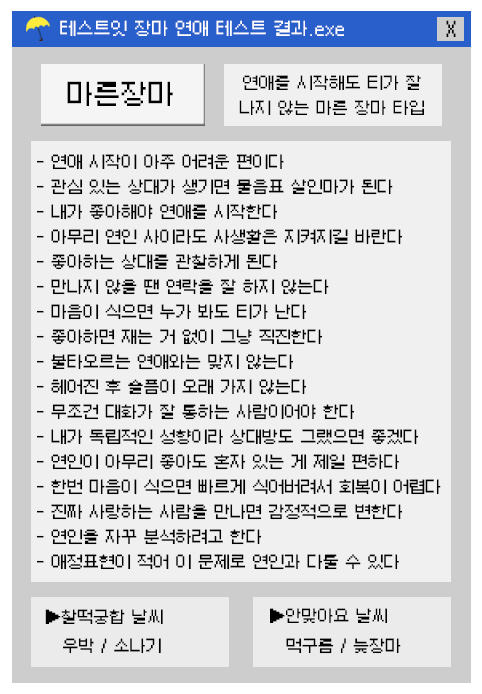 테스트잇 장마 연애 테스트 결과.exe
X
마른장마
연애를 시작해도 티가 잘
나지 않는 마른 장마 타입
- 연애 시작이 아주 어려운 편이다
- 관심 있는 상대가 생기면 물음표 살인마가 된다
- 내가 좋아해야 연애를 시작한다
- 아무리 연인 사이라도 사생활은 지켜지길 바란다
- 좋아하는 상대를 관찰하게 된다
- 만나지 않을 땐 연락을 잘 하지 않는다
- 마음이 식으면 누가 봐도 티가 난다
- 좋아하면 재는 거 없이 그냥 직진한다
- 불타오르는 연애와는 맞지 않는다
- 헤어진 후 슬픔이 오래 가지 않는다
- 무조건 대화가 잘 통하는 사람이어야 한다
- 내가 독립적인 성향이라 상대방도 그랬으면 좋겠다
- 연인이 아무리 좋아도 혼자 있는 게 제일 편하다
- 한번 마음이 식으면 빠르게 식어버려서 회복이 어렵다
- 진짜 사랑하는 사람을 만나면 감정적으로 변한다
- 연인을 자꾸 분석하려고 한다
- 애정표현이 적어 이 문제로 연인과 다툴 수 있다
▶찰떡궁합 날씨
우박 / 소나기
▶안맞아요 날씨
먹구름 / 늦장마